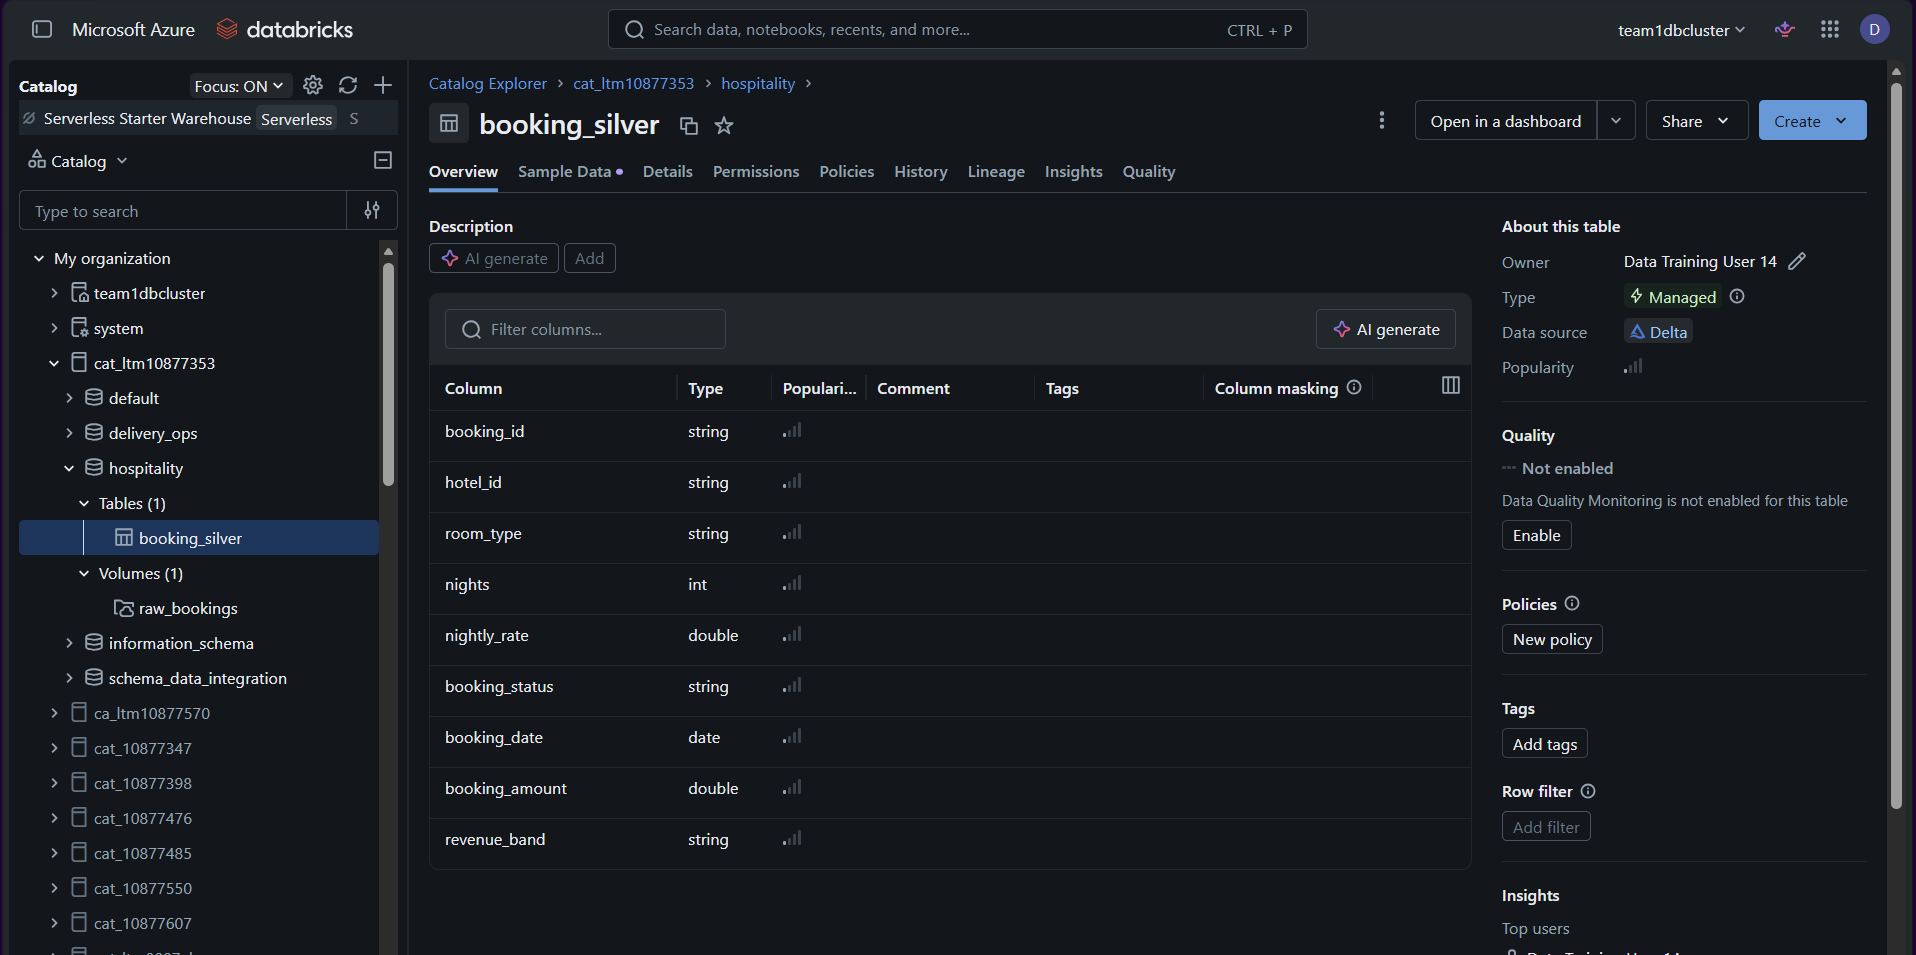 Microsoft Azure databricks
Search data, notebooks, recents, and more... CTRL + P
team1dbcluster
D
Catalog
Focus: ON
Serverless Starter Warehouse Serverless S
Catalog
Type to search
My organization
team1dbcluster
system
cat_ltm10877353
default
delivery_ops
hospitality
Tables (1)
booking_silver
Volumes (1)
raw_bookings
information_schema
schema_data_integration
ca_ltm10877570
cat_10877347
cat_10877398
cat_10877476
cat_10877485
cat_10877550
cat_10877607
Catalog Explorer > cat_ltm10877353 > hospitality >
booking_silver
Open in a dashboard
Share
Create
Overview Sample Data Details Permissions Policies History Lineage Insights Quality
Description
AI generate Add
Filter columns...
AI generate
Column Type Populari... Comment Tags Column masking
booking_id string
hotel_id string
room_type string
nights int
nightly_rate double
booking_status string
booking_date date
booking_amount double
revenue_band string
About this table
Owner Data Training User 14
Type Managed
Data source Delta
Popularity
Quality
Not enabled
Data Quality Monitoring is not enabled for this table
Enable
Policies
New policy
Tags
Add tags
Row filter
Add filter
Insights
Top users
Data Training User 14